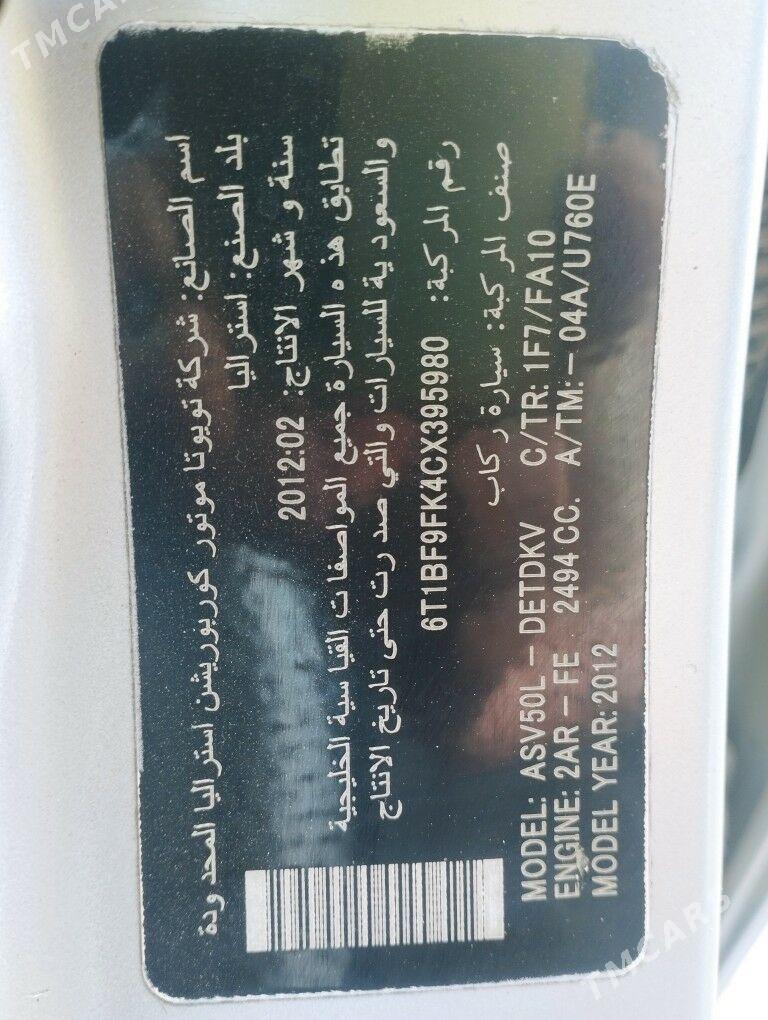 اسم الصانع: شركة تويوتا موتور كوربوريشن استراليا المحدودة
بلد الصنع: استراليا
سنة و شهر الانتاج: 2012:02
تطابق هذه السيارة جميع المواصفات القياسية الخليجية
والسعودية للسيارات والتي صدرت حتى تاريخ الانتاج
رقم المركبة: 6T1BF9FK4CX395980
صنف المركبة: سيارة ركاب
MODEL: ASV50L – DETDKV C/TR: 1F7/FA10
ENGINE: 2AR – FE 2494 CC. A/TM: – 04A/U760E
MODEL YEAR: 2012
TMCARS
TMCARS